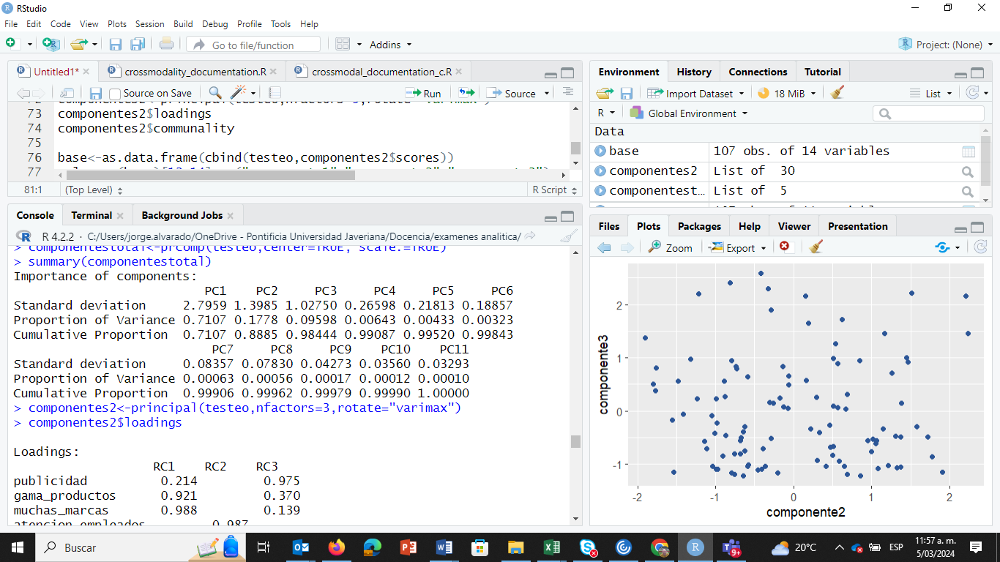 RStudio
File Edit Code View Plots Session Build Debug Profile Tools Help
Go to file/function Addins Project: (None)
Untitled1* crossmodality_documentation.R crossmodal_documentation_c.R
Source on Save Run Source
73 componentes2$loadings
74 componentes2$communality
75
76 base<-as.data.frame(cbind(testeo,componentes2$scores))
77
81:1 (Top Level) R Script
Console Terminal Background Jobs
R 4.2.2 · C:/Users/jorge.alvarado/OneDrive - Pontificia Universidad Javeriana/Docencia/examenes analitica/
> componentestotal<-prcomp(testeo,center=TRUE, scale.=TRUE)
> summary(componentestotal)
Importance of components:
PC1 PC2 PC3 PC4 PC5 PC6
Standard deviation 2.7959 1.3985 1.02750 0.26598 0.21813 0.18857
Proportion of Variance 0.7107 0.1778 0.09598 0.00643 0.00433 0.00323
Cumulative Proportion 0.7107 0.8885 0.98444 0.99087 0.99520 0.99843
PC7 PC8 PC9 PC10 PC11
Standard deviation 0.08357 0.07830 0.04273 0.03560 0.03293
Proportion of Variance 0.00063 0.00056 0.00017 0.00012 0.00010
Cumulative Proportion 0.99906 0.99962 0.99979 0.99990 1.00000
> componentes2<-principal(testeo,nfactors=3,rotate="varimax")
> componentes2$loadings
Loadings:
RC1 RC2 RC3
publicidad 0.214 0.975
gama_productos 0.921 0.370
muchas_marcas 0.988 0.139
atencion_empleados 0.987
Environment History Connections Tutorial
Import Dataset 18 MiB List
R Global Environment
Data
base 107 obs. of 14 variables
componentes2 List of 30
componentest… List of 5
Files Plots Packages Help Viewer Presentation
Zoom Export
componente3
2
1
0
-1
-2 -1 0 1 2
componente2
Buscar
9+
20°C
ESP
11:57 a. m.
5/03/2024